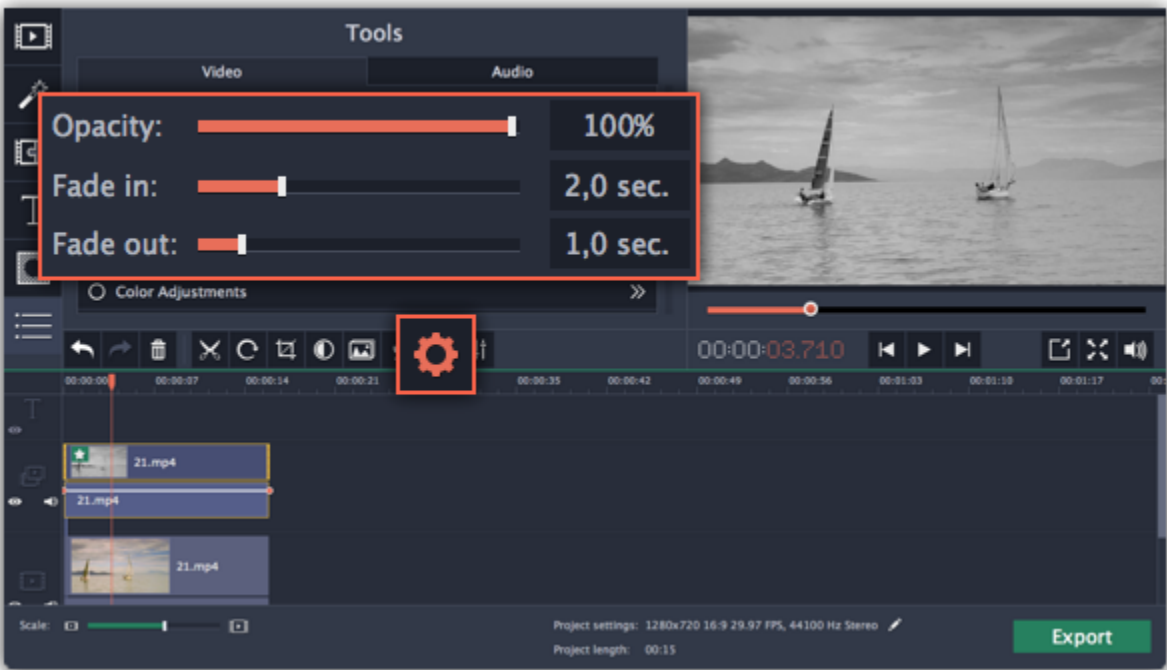 Tools
Video Audio
Opacity: 100%
Fade in: 2,0 sec.
Fade out: 1,0 sec.
Color Adjustments
00:00:03.710
00:00:00 00:00:07 00:00:14 00:00:21 00:00:35 00:00:42 00:00:49 00:00:56 00:01:03 00:01:10 00:01:17 00:
21.mp4
21.mp4
21.mp4
Scale:
Project settings: 1280x720 16:9 29.97 FPS, 44100 Hz Stereo
Project length: 00:15
Export